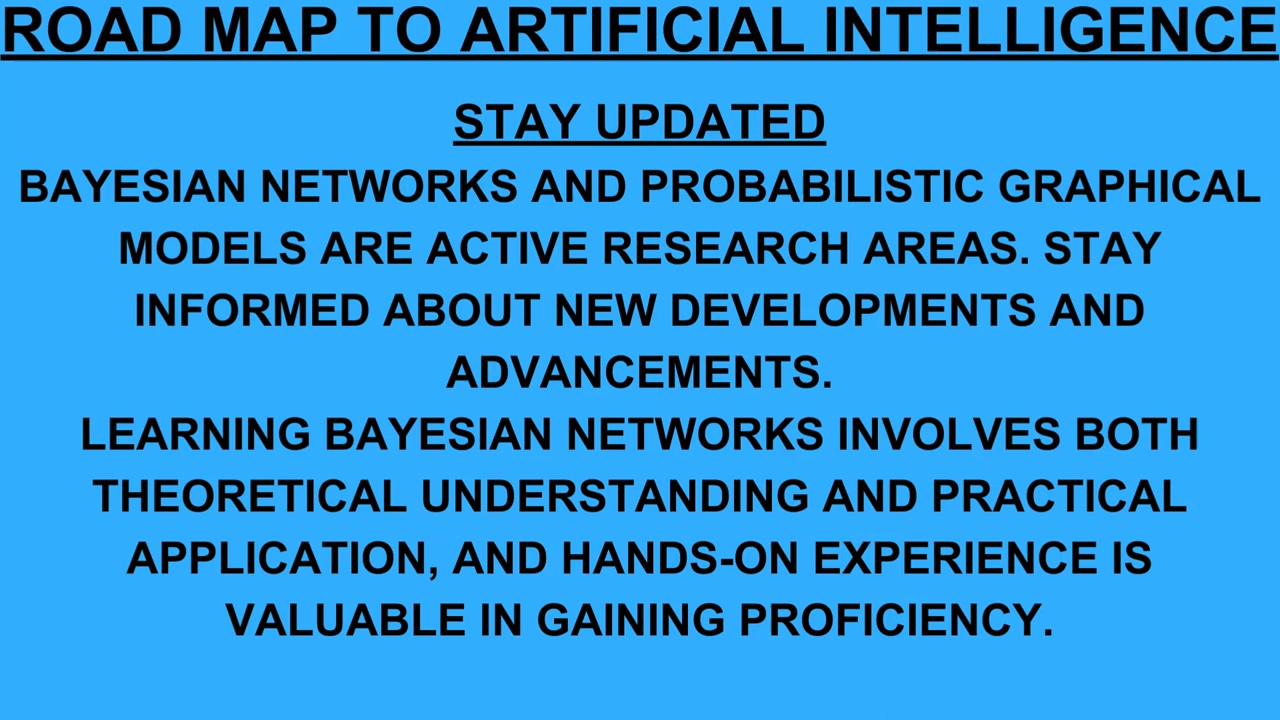 ROAD MAP TO ARTIFICIAL INTELLIGENCE
STAY UPDATED
BAYESIAN NETWORKS AND PROBABILISTIC GRAPHICAL
MODELS ARE ACTIVE RESEARCH AREAS. STAY
INFORMED ABOUT NEW DEVELOPMENTS AND
ADVANCEMENTS.
LEARNING BAYESIAN NETWORKS INVOLVES BOTH
THEORETICAL UNDERSTANDING AND PRACTICAL
APPLICATION, AND HANDS-ON EXPERIENCE IS
VALUABLE IN GAINING PROFICIENCY.